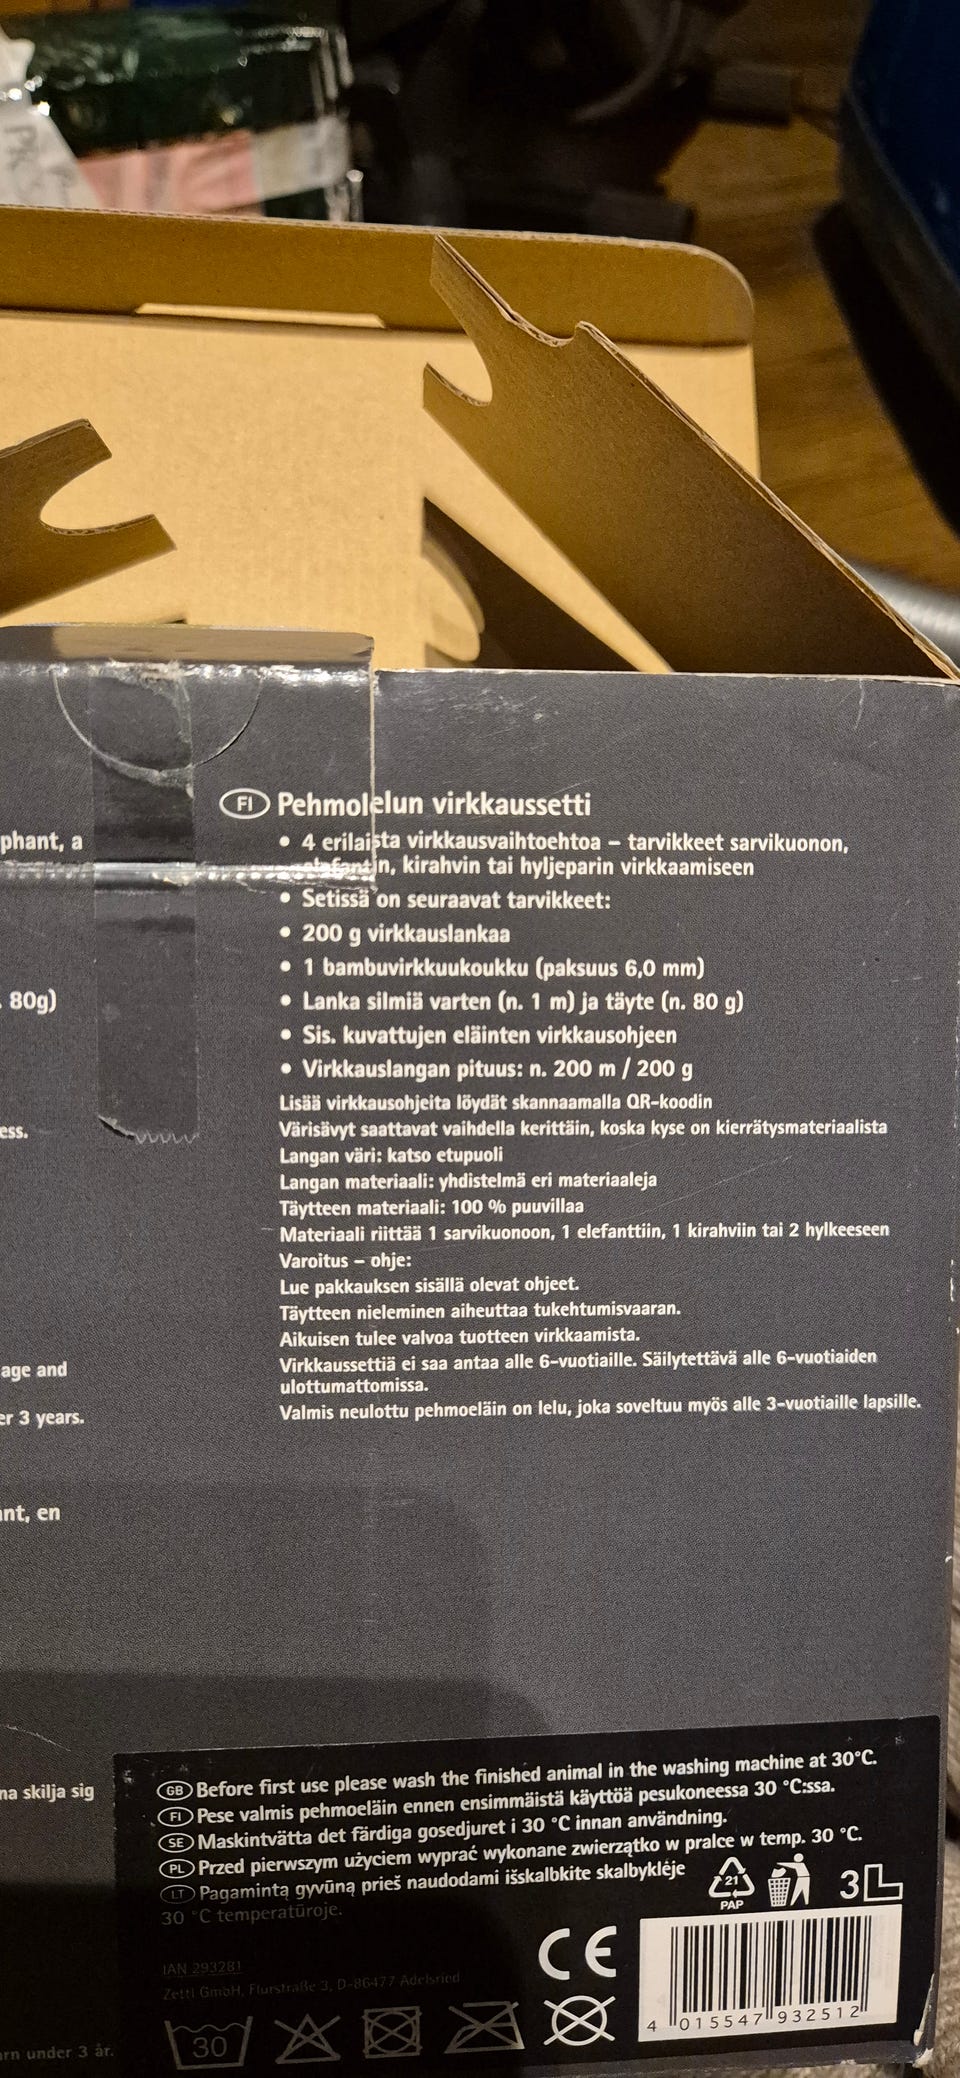 phant, a
80g)
ess.
age and
er 3 years.
ant, en
na skilja sig
arn under 3 år.
FI Pehmolelun virkkaussetti
• 4 erilaista virkkausvaihtoehtoa – tarvikkeet sarvikuonon,
elefantin, kirahvin tai hyljeparin virkkaamiseen
• Setissä on seuraavat tarvikkeet:
• 200 g virkkauslankaa
• 1 bambuvirkkuukoukku (paksuus 6,0 mm)
• Lanka silmiä varten (n. 1 m) ja täyte (n. 80 g)
• Sis. kuvattujen eläinten virkkausohjeen
• Virkkauslangan pituus: n. 200 m / 200 g
Lisää virkkausohjeita löydät skannaamalla QR-koodin
Värisävyt saattavat vaihdella kerittäin, koska kyse on kierrätysmateriaalista
Langan väri: katso etupuoli
Langan materiaali: yhdistelmä eri materiaaleja
Täytteen materiaali: 100 % puuvillaa
Materiaali riittää 1 sarvikuonoon, 1 elefanttiin, 1 kirahviin tai 2 hylkeeseen
Varoitus – ohje:
Lue pakkauksen sisällä olevat ohjeet.
Täytteen nieleminen aiheuttaa tukehtumisvaaran.
Aikuisen tulee valvoa tuotteen virkkaamista.
Virkkaussettiä ei saa antaa alle 6-vuotiaille. Säilytettävä alle 6-vuotiaiden
ulottumattomissa.
Valmis neulottu pehmoeläin on lelu, joka soveltuu myös alle 3-vuotiaille lapsille.
GB Before first use please wash the finished animal in the washing machine at 30°C.
FI Pese valmis pehmoeläin ennen ensimmäistä käyttöä pesukoneessa 30 °C:ssa.
SE Maskintvätta det färdiga gosedjuret i 30 °C innan användning.
PL Przed pierwszym użyciem wyprać wykonane zwierzątko w pralce w temp. 30 °C.
LT Pagamintą gyvūną prieš naudodami išskalbkite skalbyklėje
30 °C temperatūroje.
21
PAP
3L
IAN 293281
Zettl GmbH, Flurstraße 3, D-86477 Adelsried
CE
30
4 015547 932512